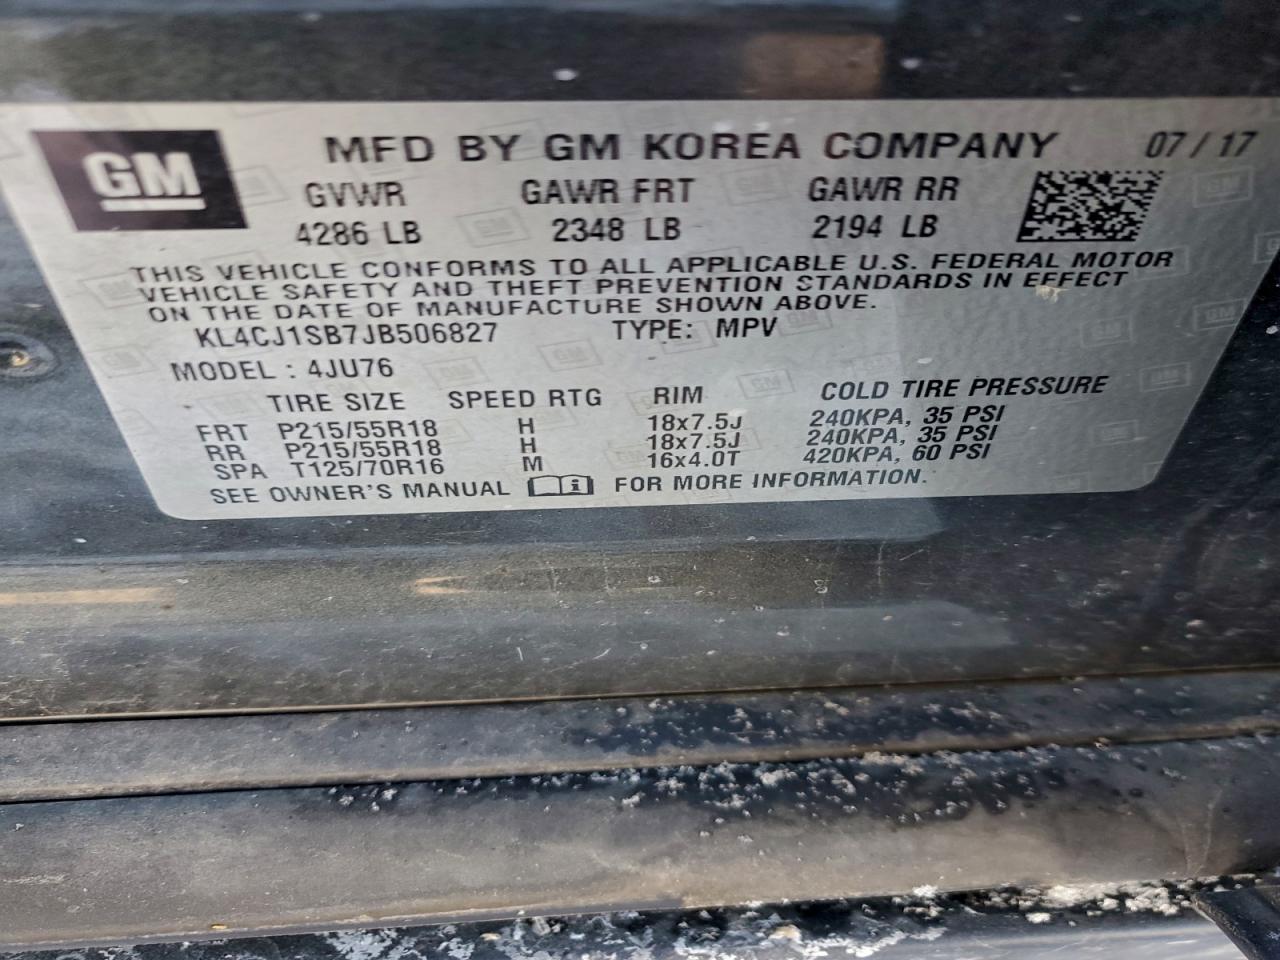 GM
MFD BY GM KOREA COMPANY 07/17
GVWR GAWR FRT GAWR RR
4286 LB 2348 LB 2194 LB
THIS VEHICLE CONFORMS TO ALL APPLICABLE U.S. FEDERAL MOTOR
VEHICLE SAFETY AND THEFT PREVENTION STANDARDS IN EFFECT
ON THE DATE OF MANUFACTURE SHOWN ABOVE.
KL4CJ1SB7JB506827 TYPE: MPV
MODEL : 4JU76
TIRE SIZE SPEED RTG RIM COLD TIRE PRESSURE
FRT P215/55R18 H 18x7.5J 240KPA, 35 PSI
RR P215/55R18 H 18x7.5J 240KPA, 35 PSI
SPA T125/70R16 M 16x4.0T 420KPA, 60 PSI
SEE OWNER'S MANUAL i FOR MORE INFORMATION.